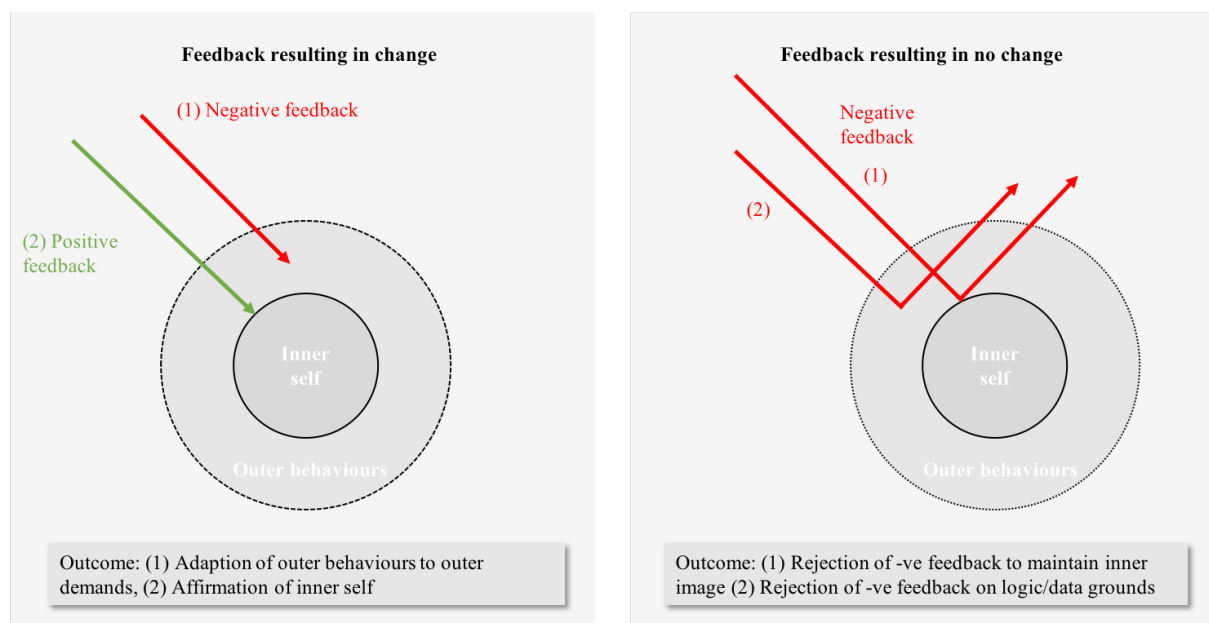 Feedback resulting in change
(1) Negative feedback
(2) Positive
feedback
Inner
self
Outer behaviours
Outcome: (1) Adaption of outer behaviours to outer
demands, (2) Affirmation of inner self
Feedback resulting in no change
Negative
feedback
(1)
(2)
Inner
self
Outer behaviours
Outcome: (1) Rejection of -ve feedback to maintain inner
image (2) Rejection of -ve feedback on logic/data grounds